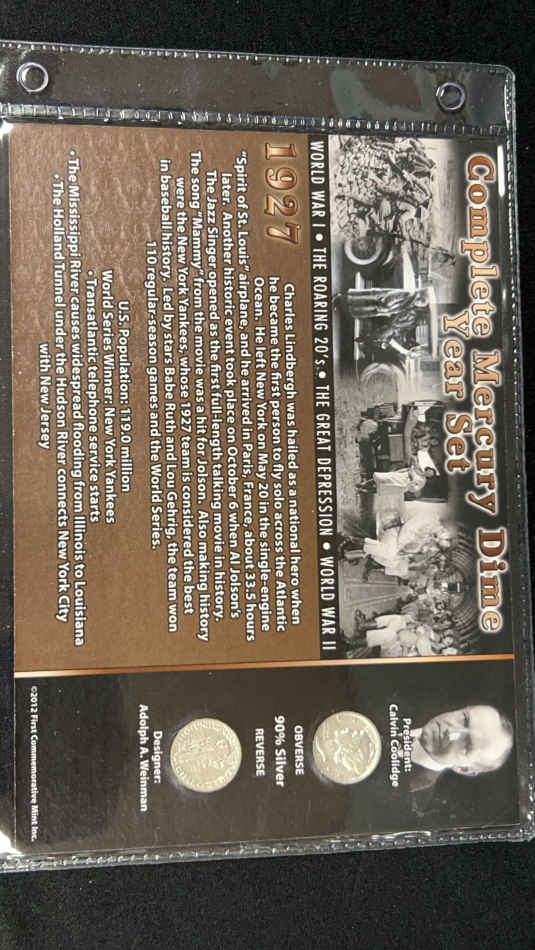 Complete Mercury Dime
Year Set
WORLD WAR I • THE ROARING 20's • THE GREAT DEPRESSION • WORLD WAR II
1927
Charles Lindbergh was hailed as a national hero when
he became the first person to fly solo across the Atlantic
Ocean. He left New York on May 20 in the single-engine
"Spirit of St. Louis" airplane, and he arrived in Paris, France, about 33.5 hours
later. Another historic event took place on October 6 when Al Jolson's
The Jazz Singer opened as the first full-length talking movie in history.
The song "Mammy" from the movie was a hit for Jolson. Also making history
were the New York Yankees, whose 1927 team is considered the best
in baseball history. Led by stars Babe Ruth and Lou Gehrig, the team won
110 regular-season games and the World Series.
U.S. Population: 119.0 million
World Series Winner: New York Yankees
• Transatlantic telephone service starts
• The Mississippi River causes widespread flooding from Illinois to Louisiana
• The Holland Tunnel under the Hudson River connects New York City
with New Jersey
President:
Calvin Coolidge
OBVERSE
90% Silver
REVERSE
Designer:
Adolph A. Weinman
©2012 First Commemorative Mint Inc.